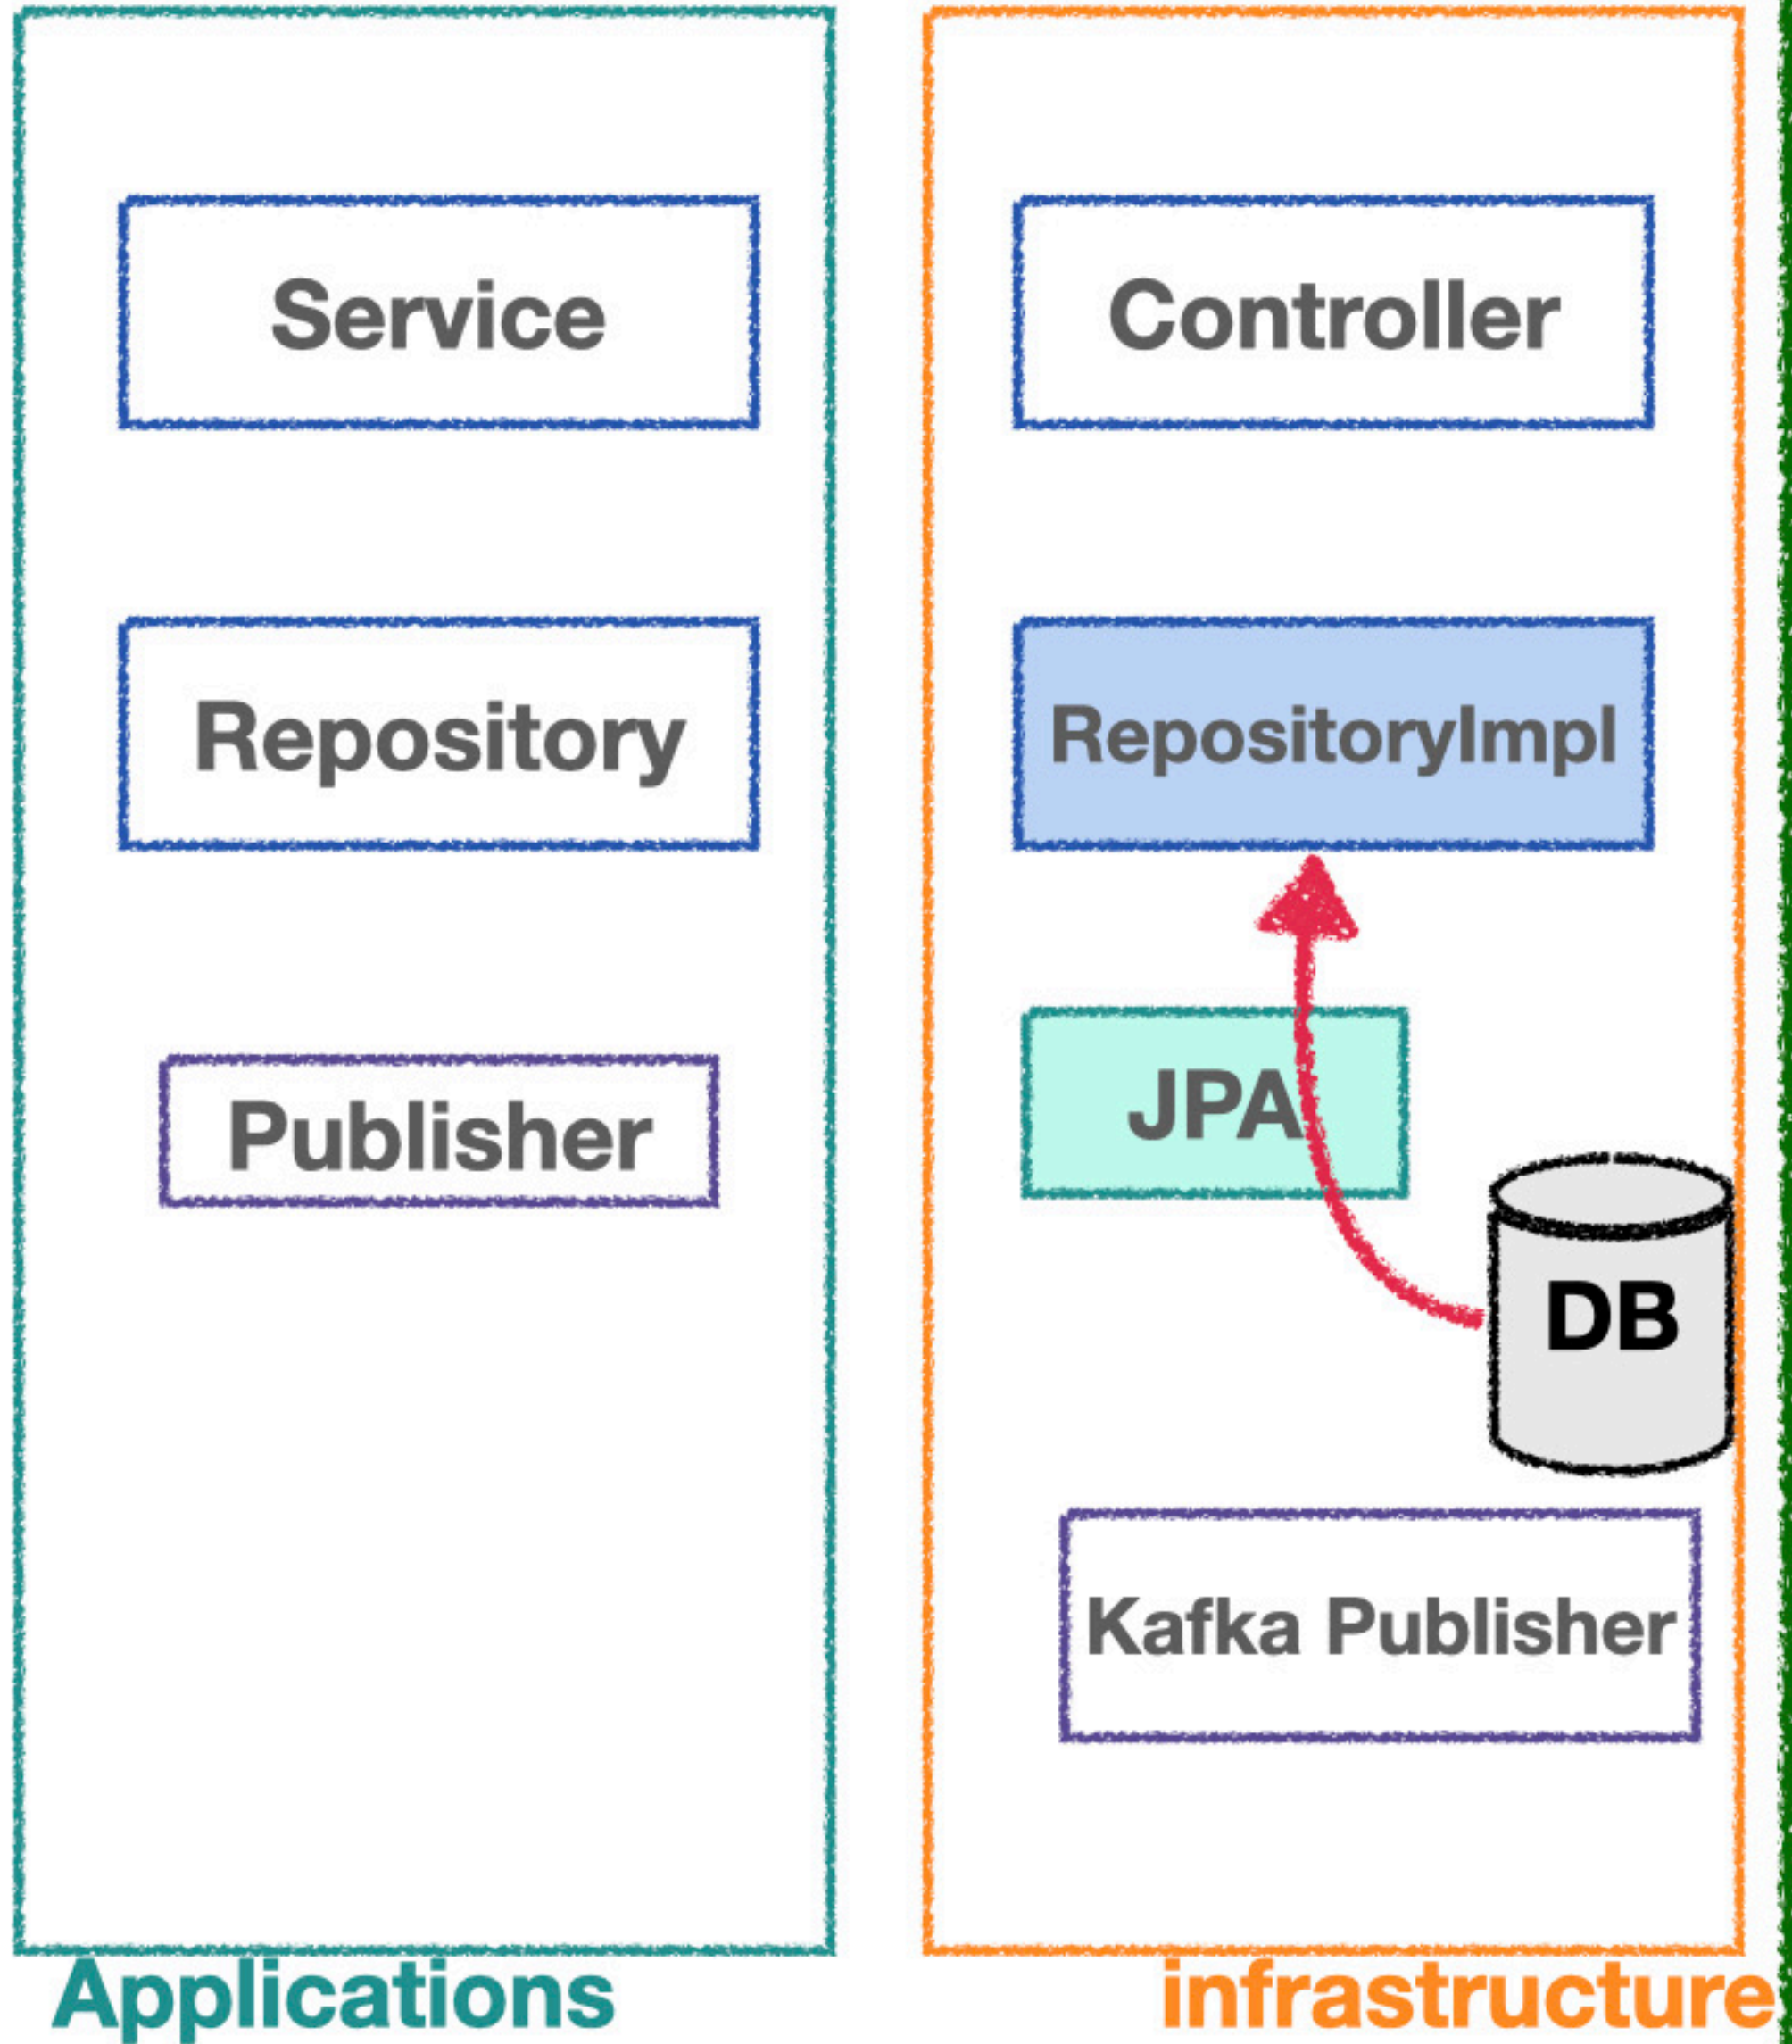 Service
Repository
Publisher
Applications
Controller
RepositoryImpl
JPA
DB
Kafka Publisher
infrastructure